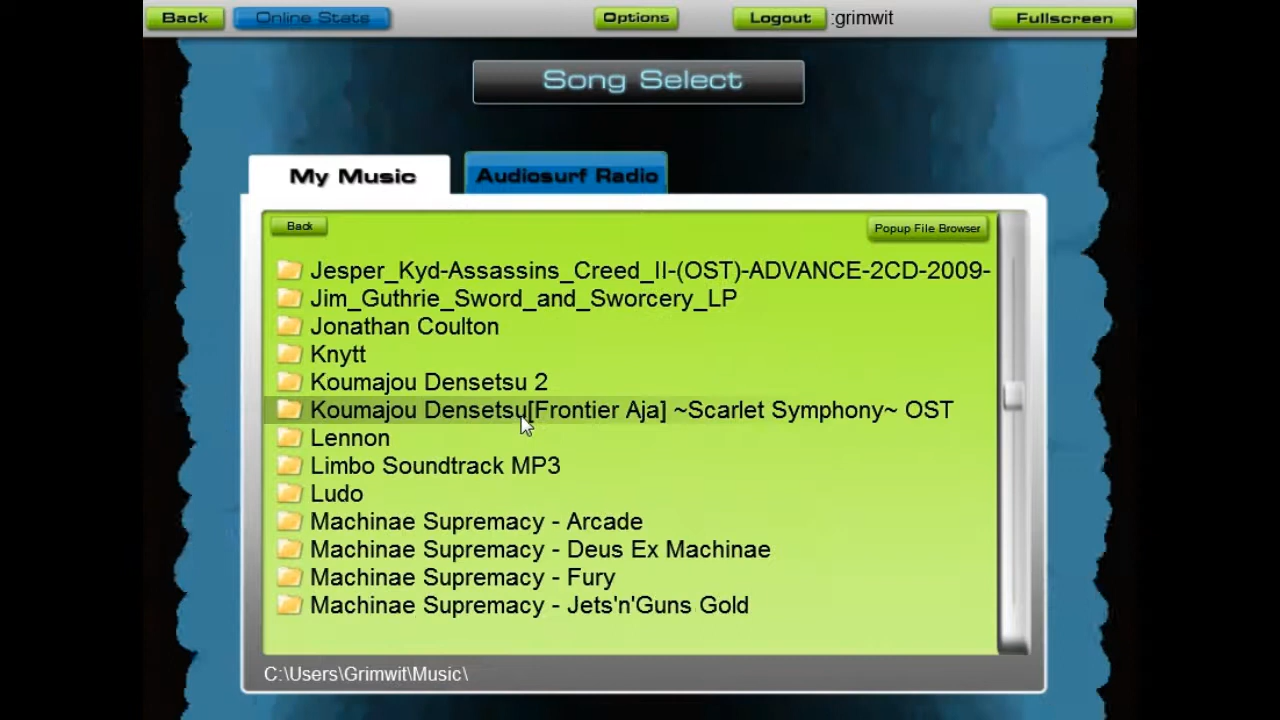 Back
Online Stats
Options
Logout
:grimwit
Fullscreen
Song Select
My Music
Audiosurf Radio
Back
Popup File Browser
Jesper_Kyd-Assassins_Creed_II-(OST)-ADVANCE-2CD-2009-
Jim_Guthrie_Sword_and_Sworcery_LP
Jonathan Coulton
Knytt
Koumajou Densetsu 2
Koumajou Densetsu[Frontier Aja] ~Scarlet Symphony~ OST
Lennon
Limbo Soundtrack MP3
Ludo
Machinae Supremacy - Arcade
Machinae Supremacy - Deus Ex Machinae
Machinae Supremacy - Fury
Machinae Supremacy - Jets'n'Guns Gold
C:\Users\Grimwit\Music\